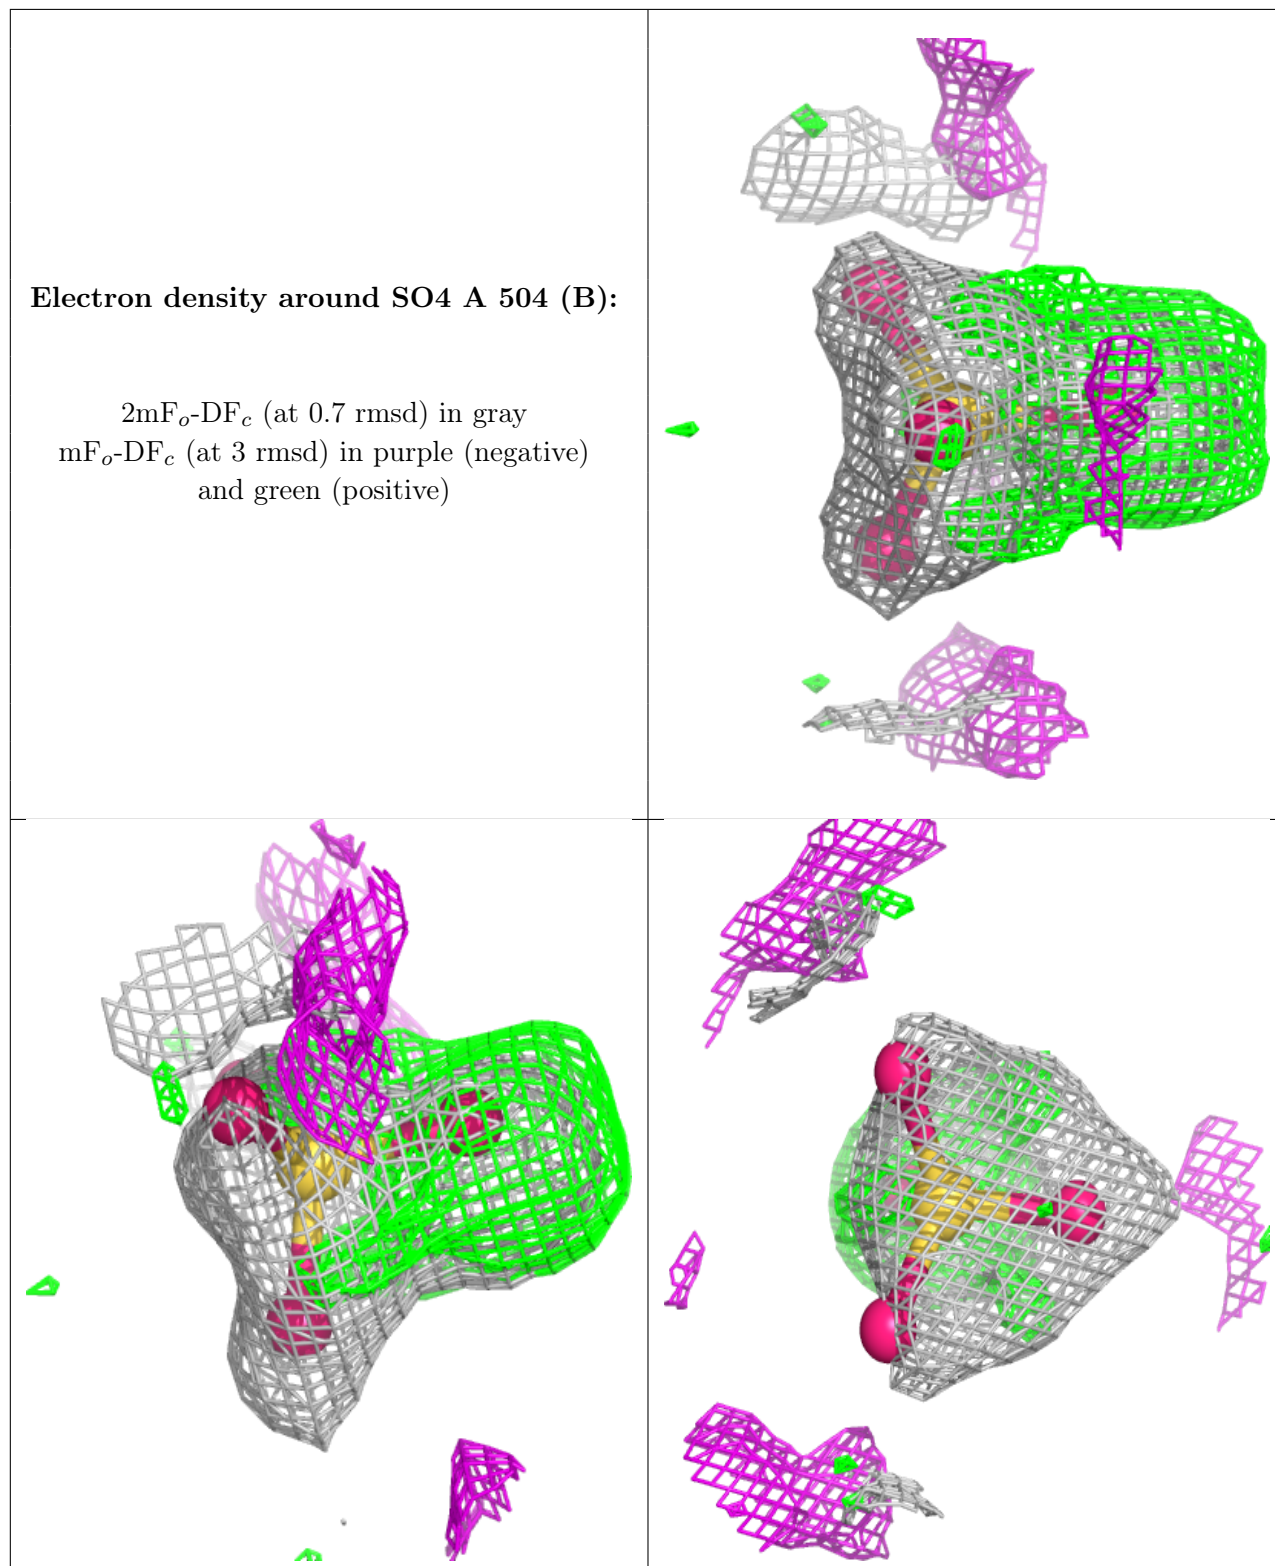 Electron density around SO4 A 504 (B):
2mFo-DFc (at 0.7 rmsd) in gray
mFo-DFc (at 3 rmsd) in purple (negative)
and green (positive)